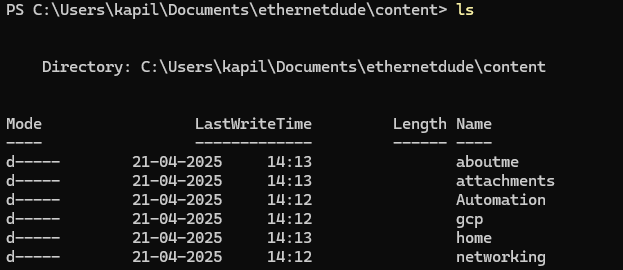 PS C:\Users\kapil\Documents\ethernetdude\content> ls
Directory: C:\Users\kapil\Documents\ethernetdude\content
Mode                 LastWriteTime         Length Name
----                 -------------         ------ ----
d-----        21-04-2025     14:13                aboutme
d-----        21-04-2025     14:13                attachments
d-----        21-04-2025     14:12                Automation
d-----        21-04-2025     14:12                gcp
d-----        21-04-2025     14:13                home
d-----        21-04-2025     14:12                networking